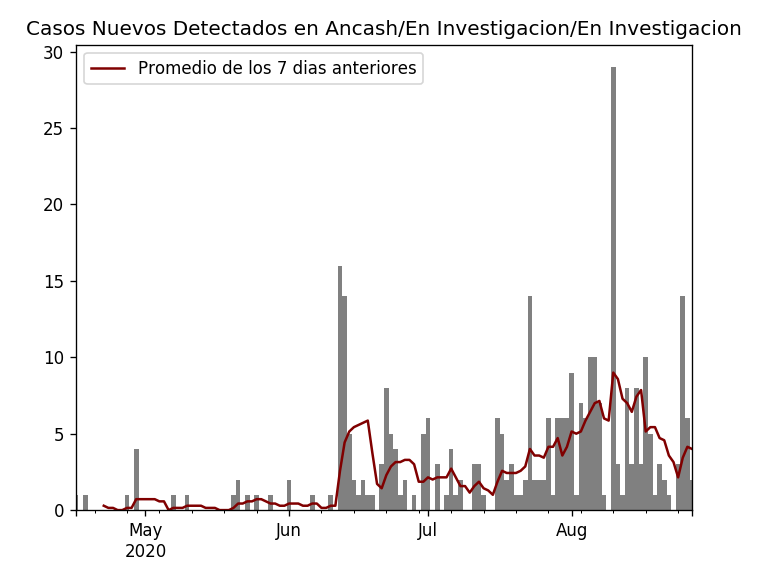 Casos Nuevos Detectados en Ancash/En Investigacion/En Investigacion
Promedio de los 7 dias anteriores
30
25
20
15
10
5
0
May Jun Jul Aug
2020